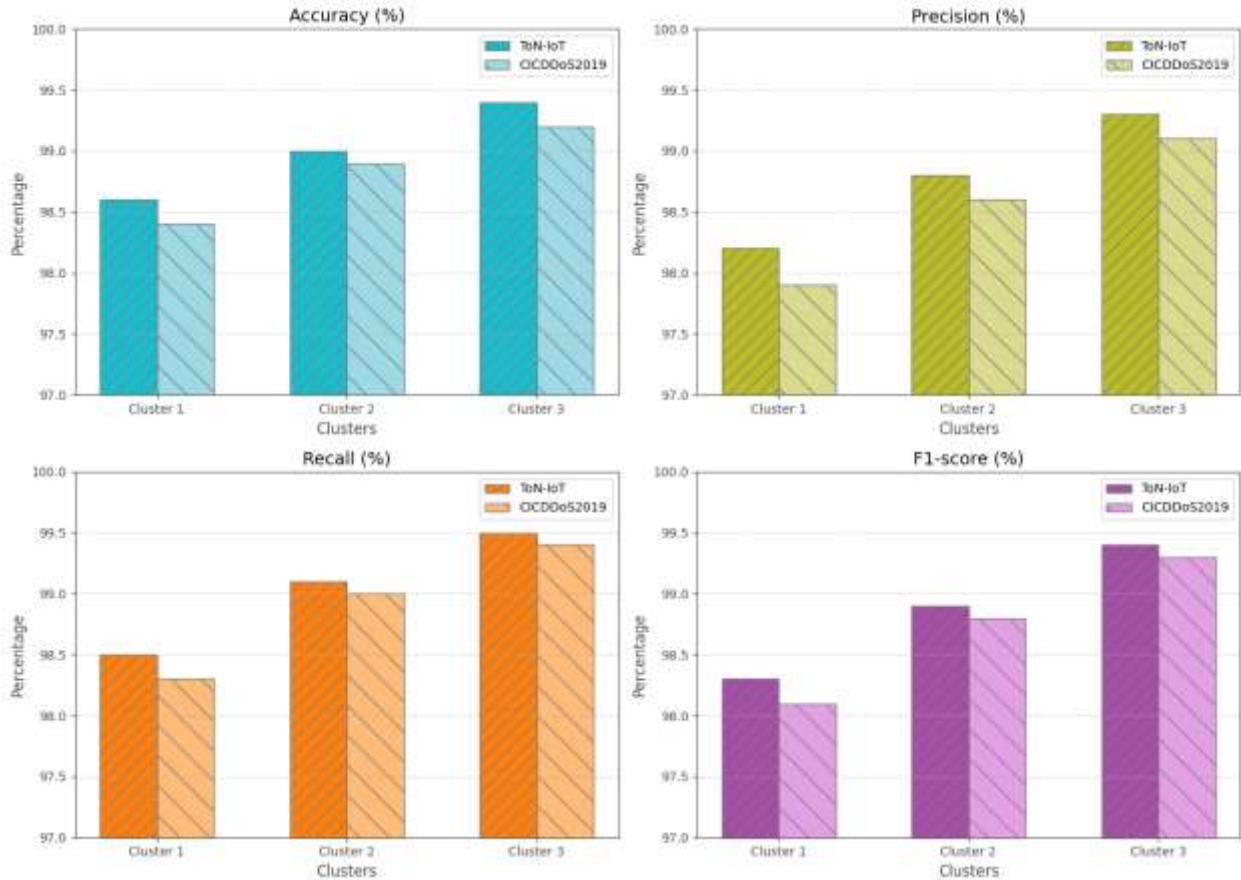 Accuracy (%)
100.0
99.5
99.0
98.5
98.0
97.5
97.0
Percentage
ToN-IoT
CICDDoS2019
Cluster 1
Cluster 2
Cluster 3
Clusters
Precision (%)
100.0
99.5
99.0
98.5
98.0
97.5
97.0
Percentage
ToN-IoT
CICDDoS2019
Cluster 1
Cluster 2
Cluster 3
Clusters
Recall (%)
100.0
99.5
99.0
98.5
98.0
97.5
97.0
Percentage
ToN-IoT
CICDDoS2019
Cluster 1
Cluster 2
Cluster 3
Clusters
F1-score (%)
100.0
99.5
99.0
98.5
98.0
97.5
97.0
Percentage
ToN-IoT
CICDDoS2019
Cluster 1
Cluster 2
Cluster 3
Clusters